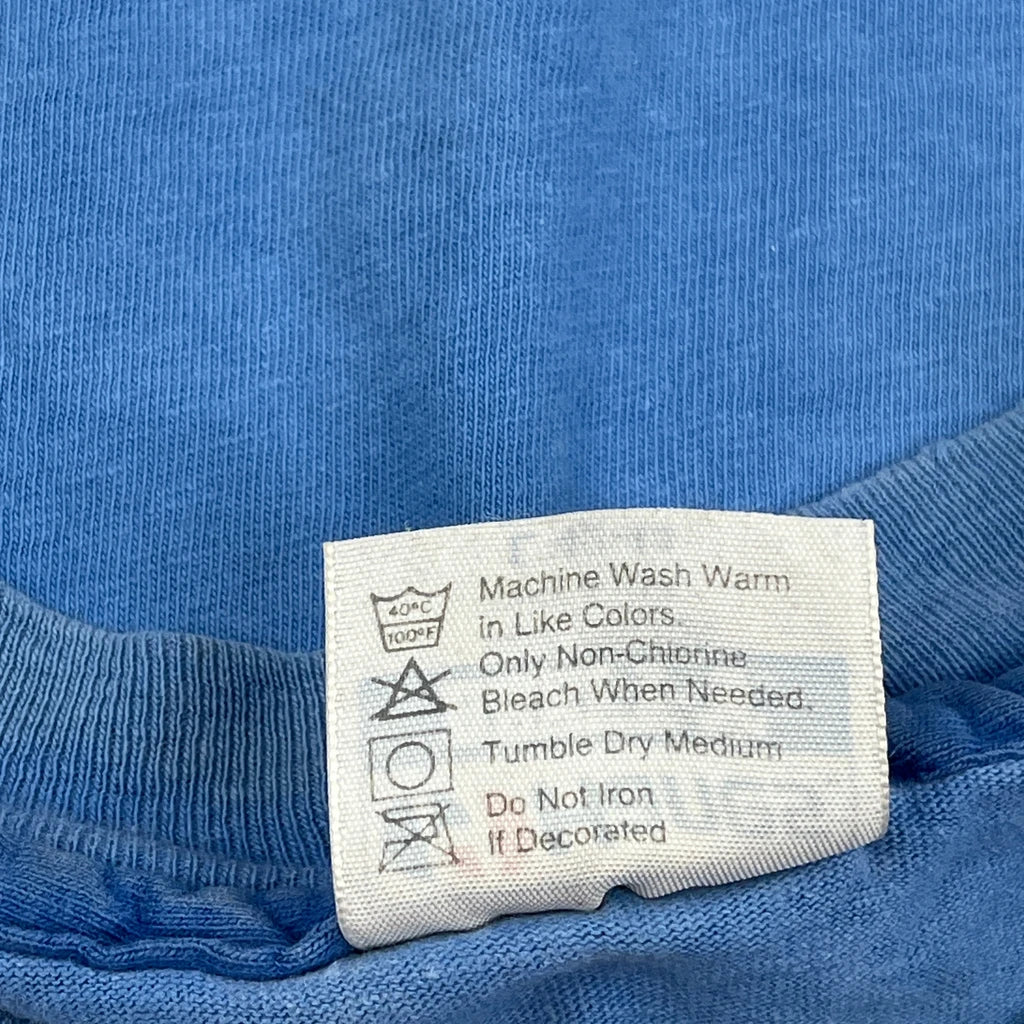 40°C
100°F
Machine Wash Warm
in Like Colors.
Only Non-Chlorine
Bleach When Needed.
Tumble Dry Medium
Do Not Iron
If Decorated